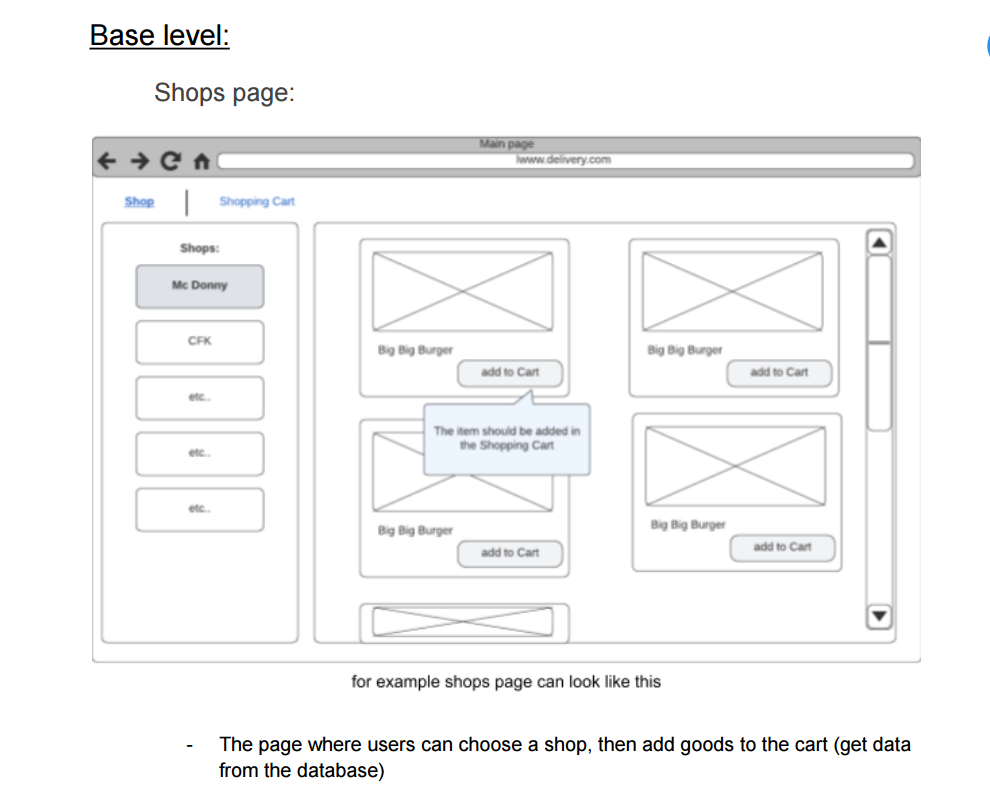 Base level:
Shops page:
Main page
www.delivery.com
Shop
Shopping Cart
Shops:
Mc Donny
CFK
etc..
etc..
etc..
Big Big Burger
add to Cart
Big Big Burger
add to Cart
The item should be added in
the Shopping Cart
Big Big Burger
add to Cart
Big Big Burger
add to Cart
for example shops page can look like this
- The page where users can choose a shop, then add goods to the cart (get data
from the database)